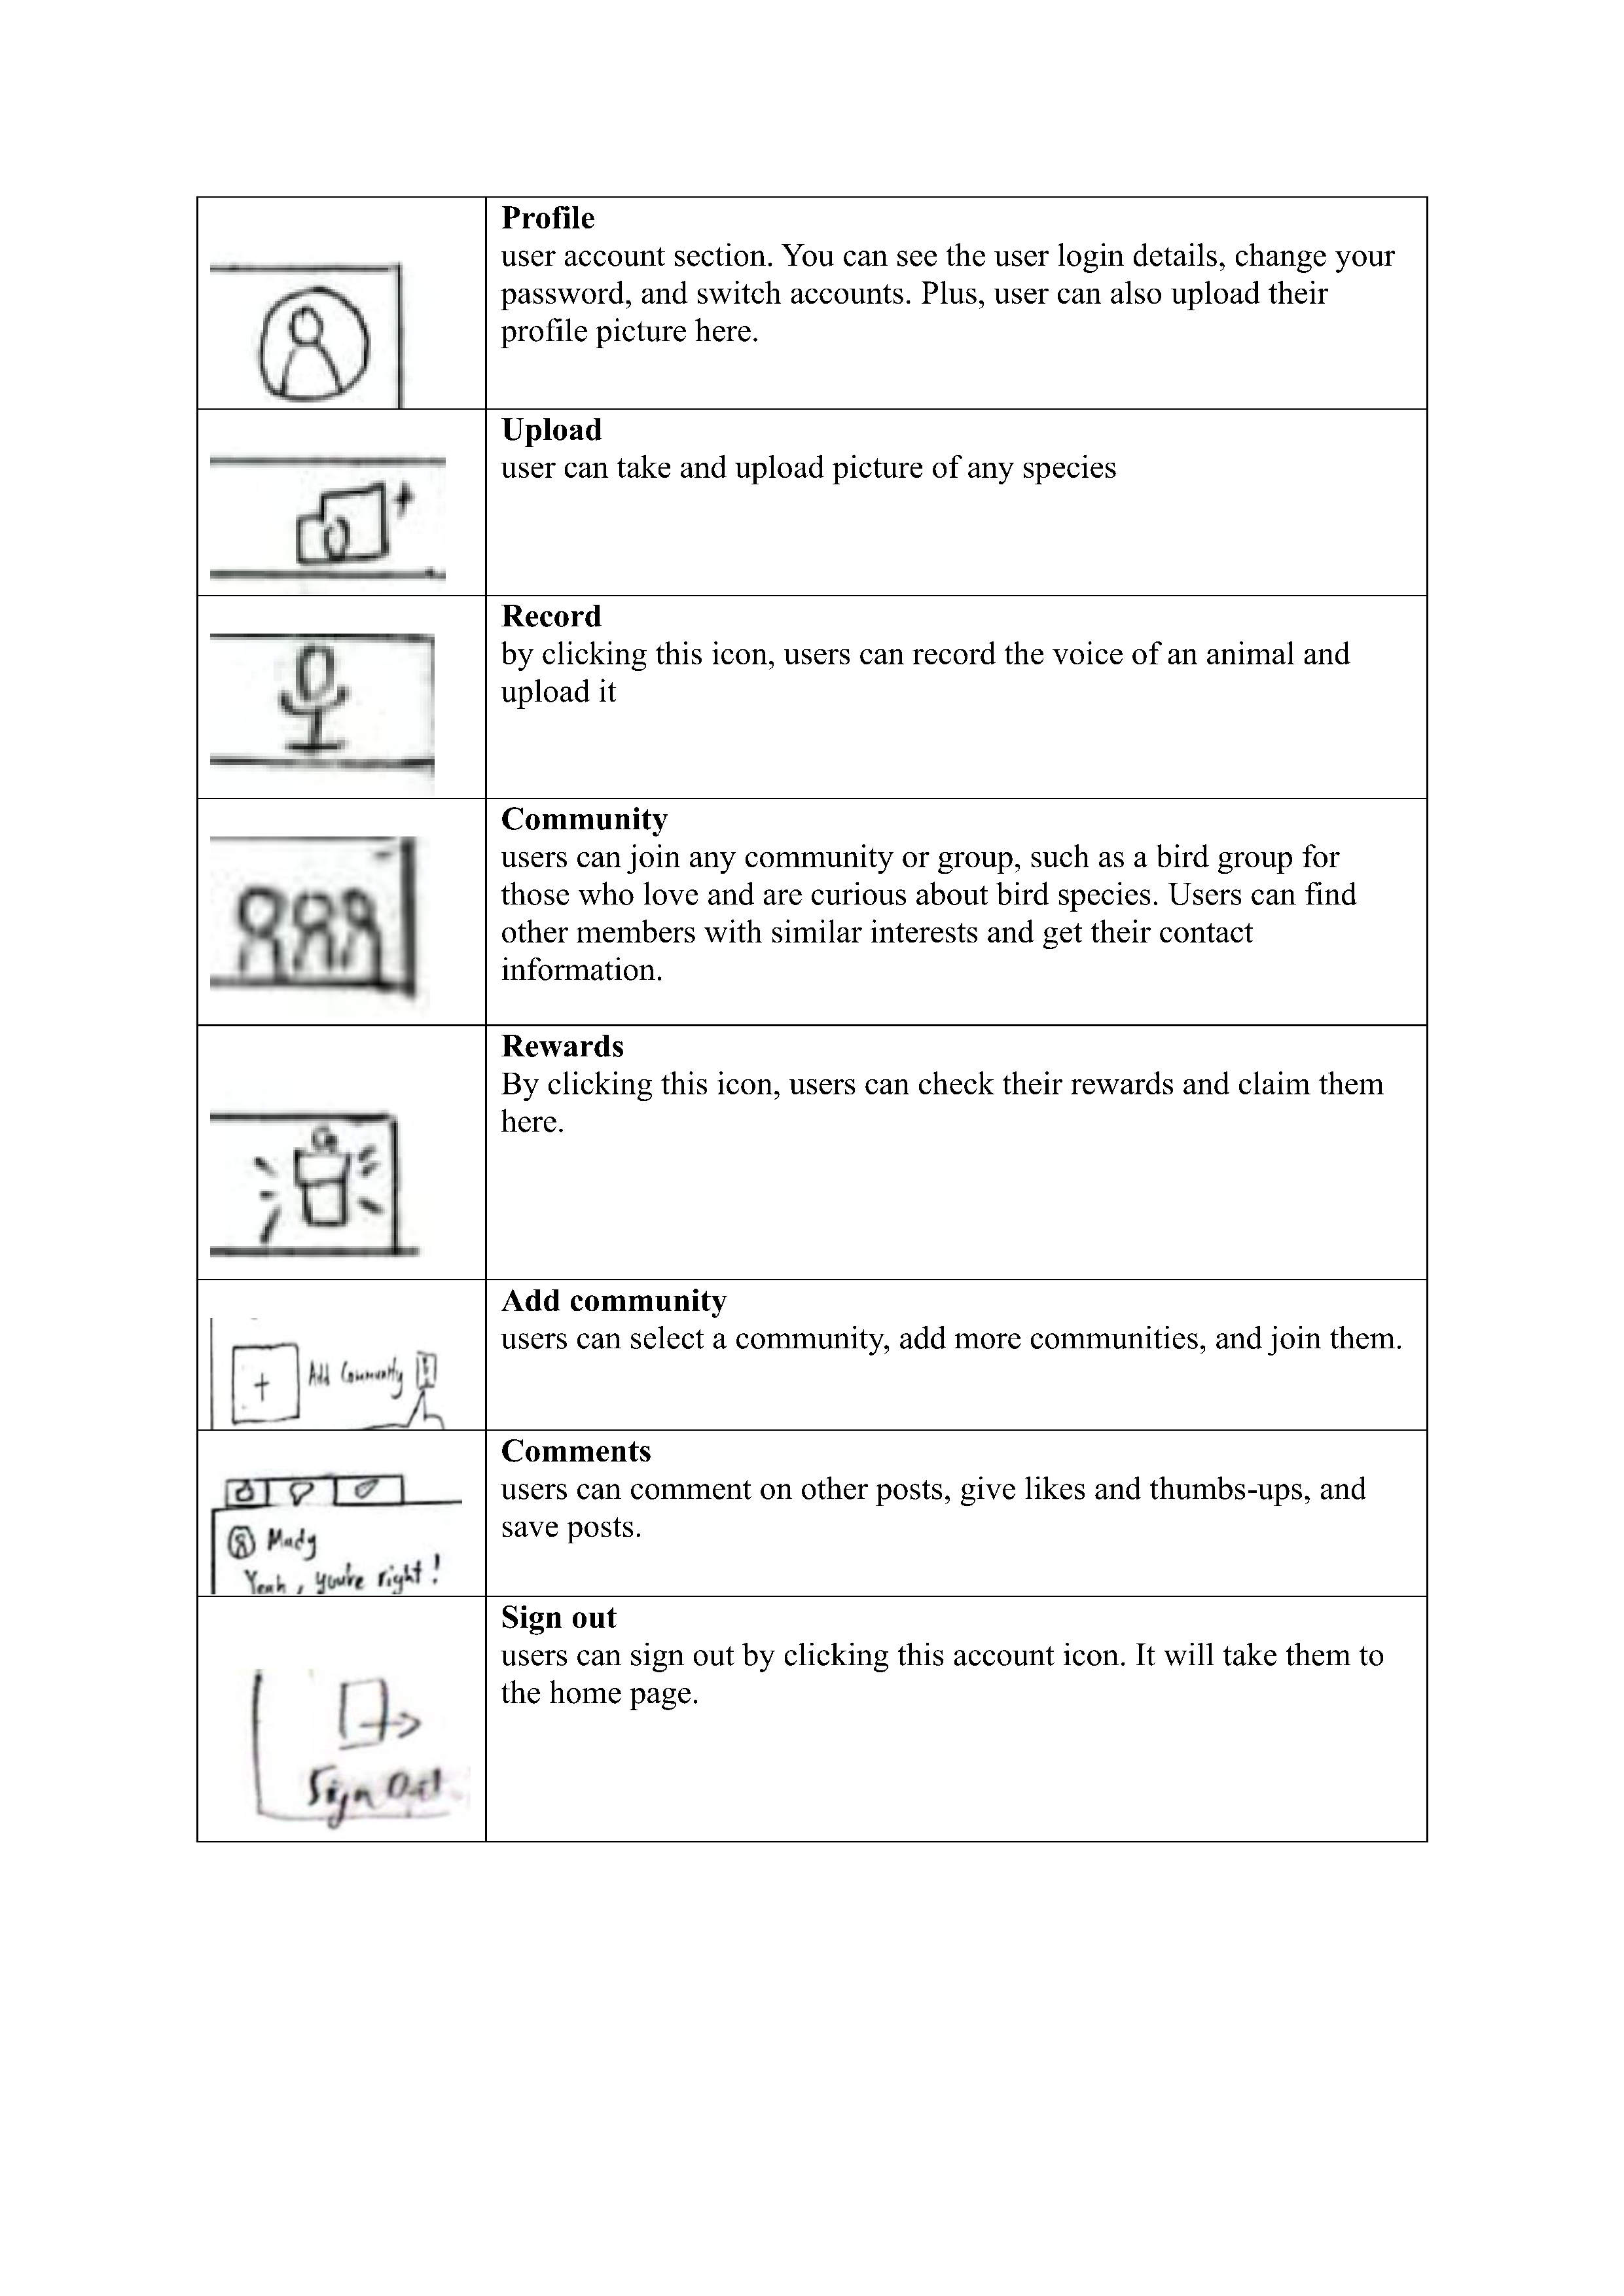 Profile
user account section. You can see the user login details, change your
password, and switch accounts. Plus, user can also upload their
profile picture here.
Upload
user can take and upload picture of any species
Record
by clicking this icon, users can record the voice of an animal and
upload it
Community
users can join any community or group, such as a bird group for
those who love and are curious about bird species. Users can find
other members with similar interests and get their contact
information.
Rewards
By clicking this icon, users can check their rewards and claim them
here.
Add Community
Add community
users can select a community, add more communities, and join them.
Mady
Yeah, you're right!
Comments
users can comment on other posts, give likes and thumbs-ups, and
save posts.
Sign Out
Sign out
users can sign out by clicking this account icon. It will take them to
the home page.